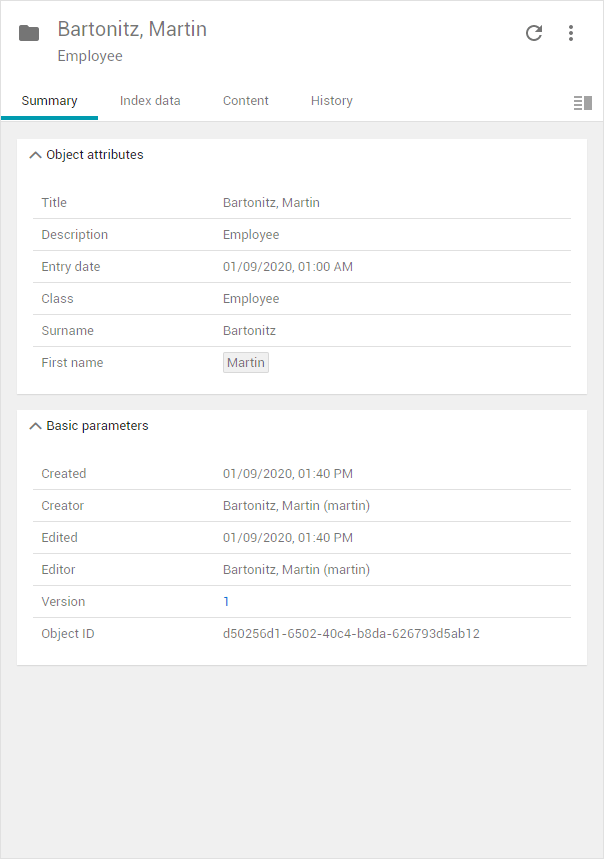 Bartonitz, Martin
Employee
Summary Index data Content History
Object attributes
Title Bartonitz, Martin
Description Employee
Entry date 01/09/2020, 01:00 AM
Class Employee
Surname Bartonitz
First name Martin
Basic parameters
Created 01/09/2020, 01:40 PM
Creator Bartonitz, Martin (martin)
Edited 01/09/2020, 01:40 PM
Editor Bartonitz, Martin (martin)
Version 1
Object ID d50256d1-6502-40c4-b8da-626793d5ab12